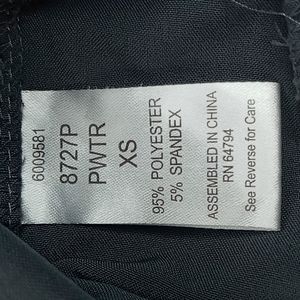 6009581
8727P
PWTR
XS
95% POLYESTER
5% SPANDEX
ASSEMBLED IN CHINA
RN 64794
See Reverse for Care